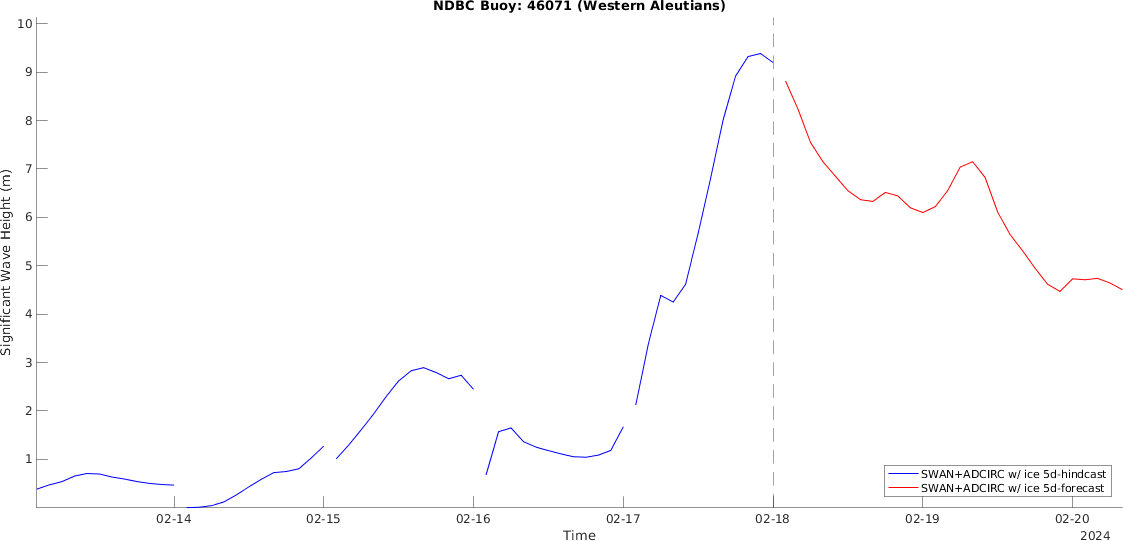 NDBC Buoy: 46071 (Western Aleutians)
10
9
8
7
6
5
4
3
2
1
Significant Wave Height (m)
SWAN+ADCIRC w/ ice 5d-hindcast
SWAN+ADCIRC w/ ice 5d-forecast
02-14 02-15 02-16 02-17 02-18 02-19 02-20
Time
2024